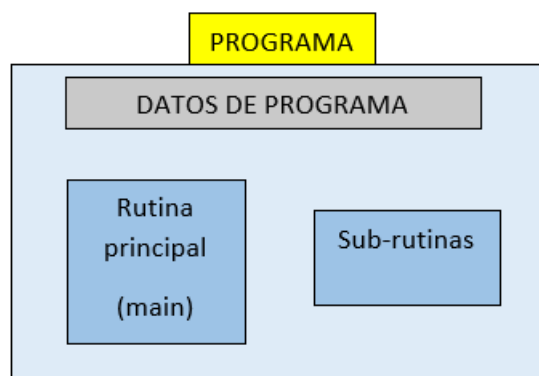 PROGRAMA
DATOS DE PROGRAMA
Rutina
principal
(main)
Sub-rutinas